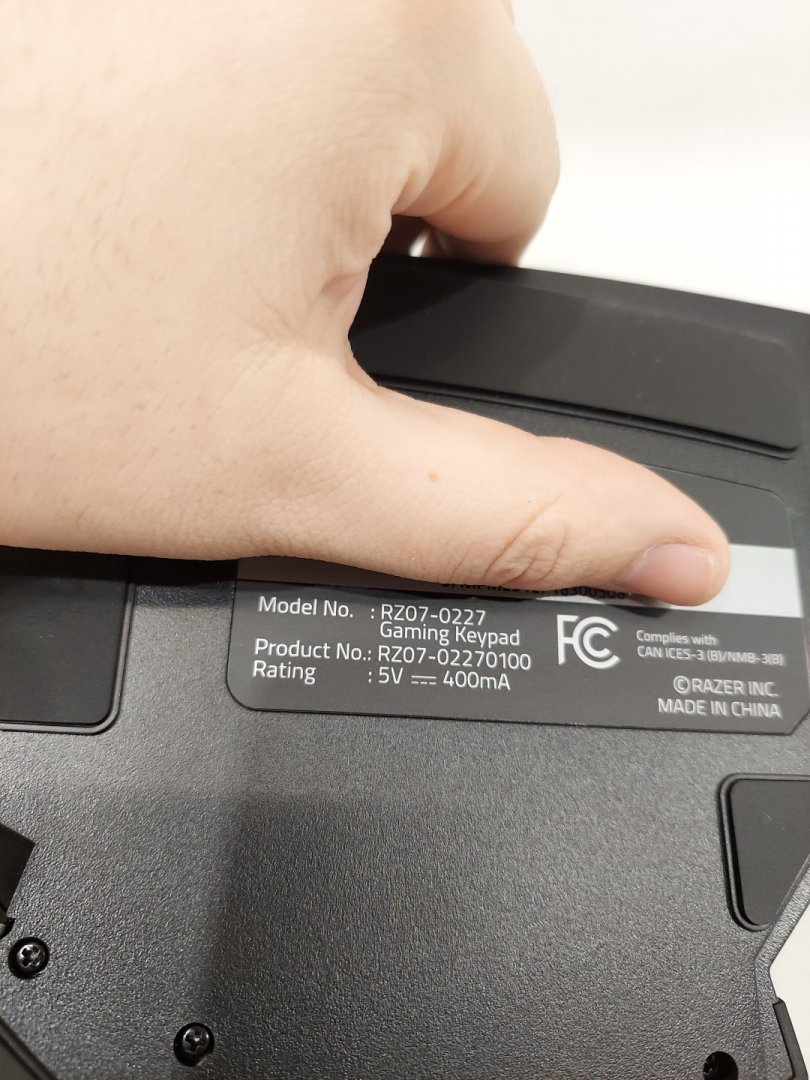 Model No. : RZ07-0227
Gaming Keypad
Product No.: RZ07-02270100
Rating : 5V ⎓ 400mA
FC
Complies with
CAN ICES-3 (B)/NMB-3(B)
©RAZER INC.
MADE IN CHINA